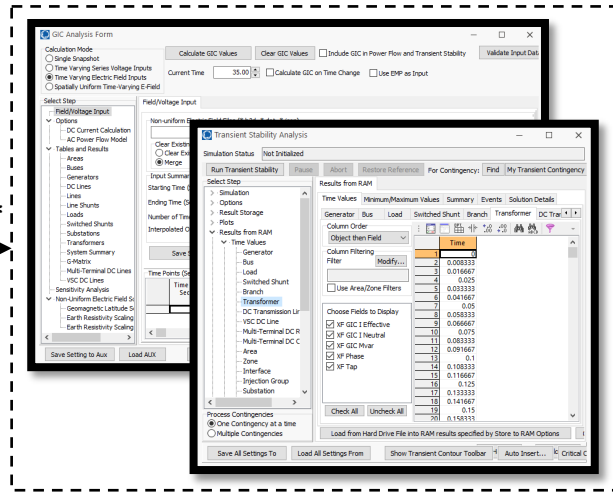 GIC Analysis Form
Calculation Mode
Single Snapshot
Time Varying Series Voltage Inputs
Time Varying Electric Field Inputs
Spatially Uniform Time-Varying E-Field
Calculate GIC Values
Clear GIC Values
Include GIC in Power Flow and Transient Stability
Validate Input Data
Current Time
35.00
Calculate GIC on Time Change
Use EMP as Input
Select Step
Field/Voltage Input
Options
DC Current Calculation
AC Power Flow Model
Tables and Results
Areas
Buses
Generators
DC Lines
Lines
Line Shunts
Loads
Switched Shunts
Substations
Transformers
System Summary
G-Matrix
Multi-Terminal DC Lines
VSC DC Lines
Sensitivity Analysis
Non-Uniform Electric Field Sc
Geomagnetic Latitude S
Earth Resistivity Scaling
Earth Resistivity Scaling
Field/Voltage Input
Clear Existin
Clear Exi
Merge
Input Summar
Starting Time (
Ending Time (S
Number of Tim
Interpolated O
Save S
Time Points (Se
Time
Sec
Save Setting to Aux
Load AUX
Transient Stability Analysis
Simulation Status
Not Initialized
Run Transient Stability
Pause
Abort
Restore Reference
For Contingency:
Find
My Transient Contingency
Select Step
Simulation
Options
Result Storage
Plots
Results from RAM
Time Values
Generator
Bus
Load
Switched Shunt
Branch
Transformer
DC Transmission Lin
VSC DC Line
Multi-Terminal DC R
Multi-Terminal DC C
Area
Zone
Interface
Injection Group
Substation
Process Contingencies
One Contingency at a time
Multiple Contingencies
Results from RAM
Time Values
Minimum/Maximum Values
Summary
Events
Solution Details
Generator
Bus
Load
Switched Shunt
Branch
Transformer
DC Tran
Column Order
Object then Field
Column Filtering
Filter
Modify...
Use Area/Zone Filters
Choose Fields to Display
XF GIC I Effective
XF GIC I Neutral
XF GIC Mvar
XF Phase
XF Tap
Check All
Uncheck All
Time
1 0
2 0.008333
3 0.016667
4 0.025
5 0.033333
6 0.041667
7 0.05
8 0.058333
9 0.066667
10 0.075
11 0.083333
12 0.091667
13 0.1
14 0.108333
15 0.116667
16 0.125
17 0.133333
18 0.141667
19 0.15
20 0.158333
Load from Hard Drive File into RAM results specified by Store to RAM Options
Save All Settings To
Load All Settings From
Show Transient Contour Toolbar
Auto Insert...
Critical C